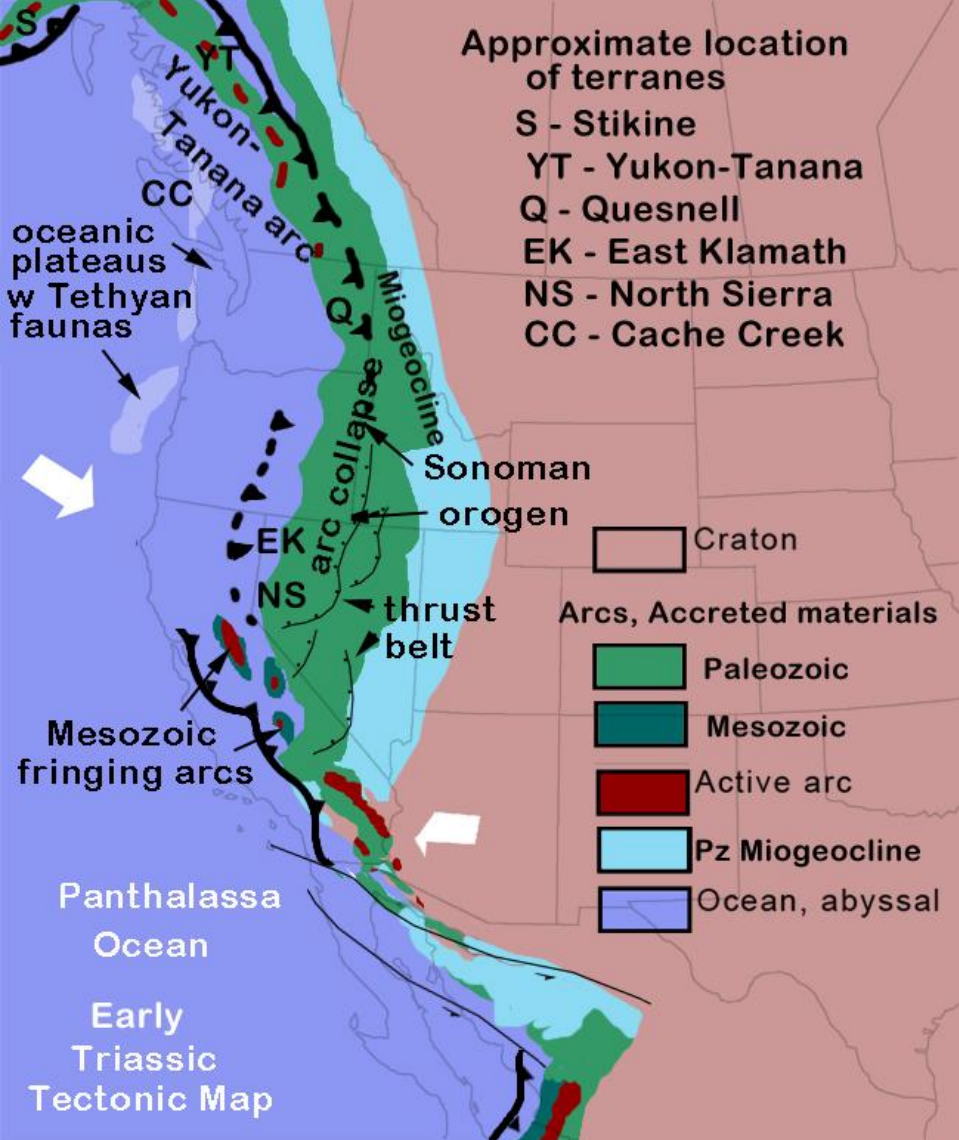 S
YT
Yukon-
Tanana arc
CC
oceanic
plateaus
w Tethyan
faunas
Q
Miogeocline
arc collapse
Sonoman
orogen
EK
NS
thrust
belt
Mesozoic
fringing arcs
Panthalassa
Ocean
Early
Triassic
Tectonic Map
Approximate location
of terranes
S - Stikine
YT - Yukon-Tanana
Q - Quesnell
EK - East Klamath
NS - North Sierra
CC - Cache Creek
Craton
Arcs, Accreted materials
Paleozoic
Mesozoic
Active arc
Pz Miogeocline
Ocean, abyssal